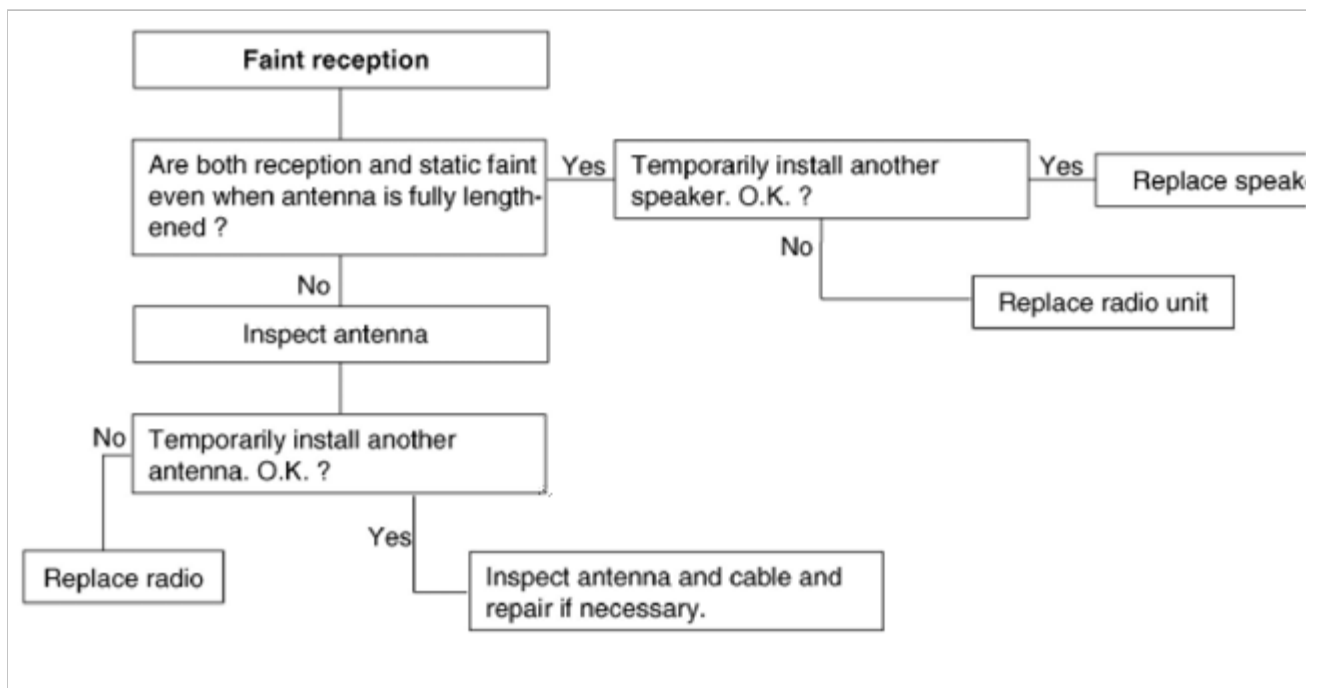 Faint reception
Are both reception and static faint
even when antenna is fully length-
ened ?
Yes
Temporarily install another
speaker. O.K. ?
Yes
Replace
No
Replace radio unit
No
Inspect antenna
No
Temporarily install another
antenna. O.K. ?
Yes
Replace radio
Inspect antenna and cable and
repair if necessary.